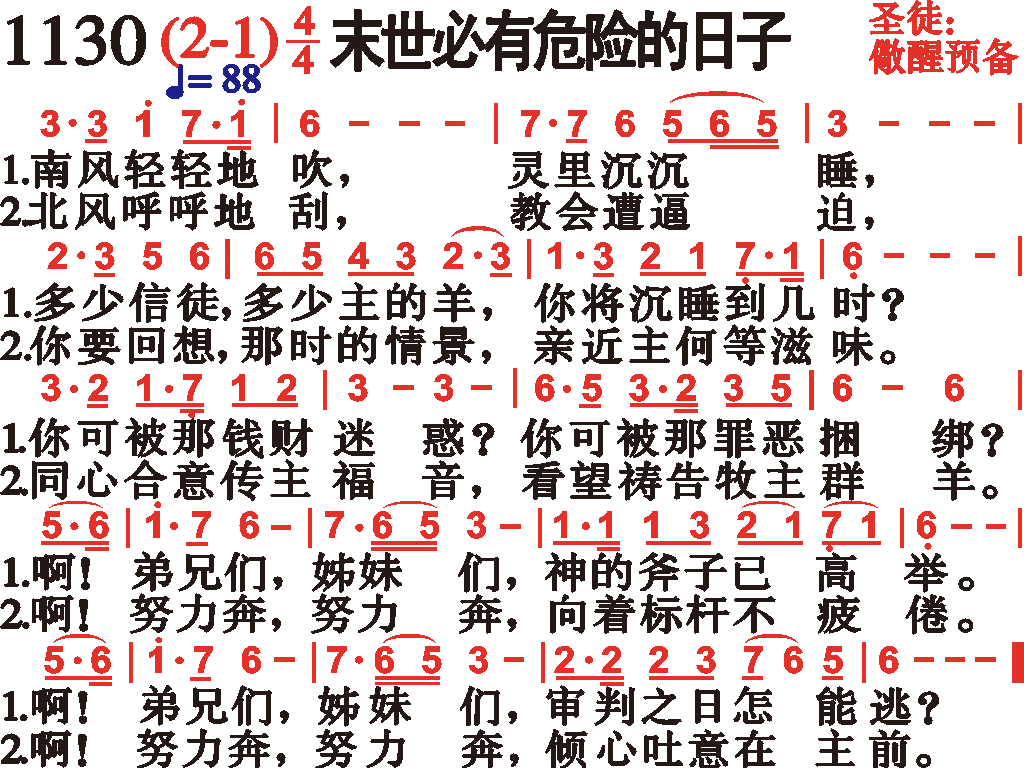 1130 (2-1) 4/4 末世必有危险的日子 圣徒:
♩= 88 儆醒预备
3·3 1 7·1 | 6 - - - | 7·7 6 5 6 5 | 3 - - - |
1.南风轻轻地 吹, 灵里沉沉 睡,
2.北风呼呼地 刮, 教会遭逼 迫,
2·3 5 6 | 6 5 4 3 2·3 | 1·3 2 1 7·1 | 6 - - - |
1.多少信徒,多少主的羊, 你将沉睡到几 时?
2.你要回想,那时的情景, 亲近主何等滋 味。
3·2 1·7 1 2 | 3 - 3 - | 6·5 3·2 3 5 | 6 - 6
1.你可被那钱财 迷 惑? 你可被那罪恶捆 绑?
2.同心合意传主 福 音, 看望祷告牧主群 羊。
5·6 | 1·7 6 - | 7·6 5 3 - | 1·1 1 3 2 1 7 1 | 6 - - |
1.啊! 弟兄们, 姊妹 们, 神的斧子已 高 举。
2.啊! 努力奔, 努力 奔, 向着标杆不 疲 倦。
5·6 | 1·7 6 - | 7·6 5 3 - | 2·2 2 3 7 6 5 | 6 - - -
1.啊! 弟兄们, 姊妹 们, 审判之日怎 能逃?
2.啊! 努力奔, 努力 奔, 倾心吐意在 主前。